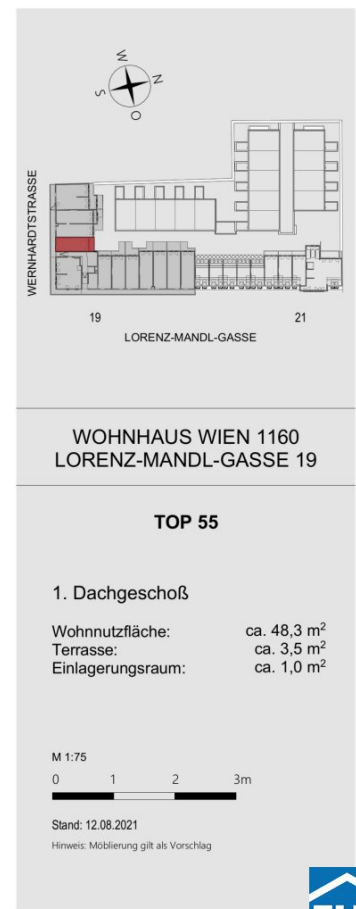 W
N
S
O
WERNHARDTSTRASSE
19
21
LORENZ-MANDL-GASSE
WOHNHAUS WIEN 1160
LORENZ-MANDL-GASSE 19
TOP 55
1. Dachgeschoß
Wohnnutzfläche: ca. 48,3 m²
Terrasse: ca. 3,5 m²
Einlagerungsraum: ca. 1,0 m²
M 1:75
0 1 2 3m
Stand: 12.08.2021
Hinweis: Möblierung gilt als Vorschlag